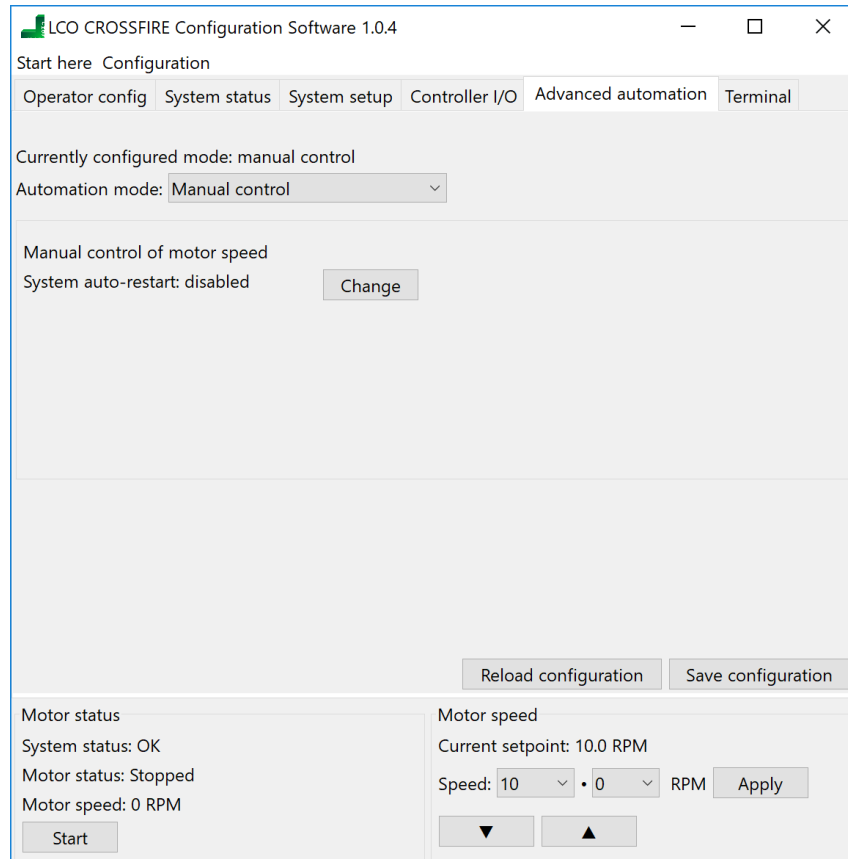 LCO CROSSFIRE Configuration Software 1.0.4
Start here Configuration
Operator config System status System setup Controller I/O Advanced automation Terminal
Currently configured mode: manual control
Automation mode: Manual control
Manual control of motor speed
System auto-restart: disabled Change
Reload configuration Save configuration
Motor status
System status: OK
Motor status: Stopped
Motor speed: 0 RPM
Start
Motor speed
Current setpoint: 10.0 RPM
Speed: 10 • 0 RPM Apply
▼ ▲